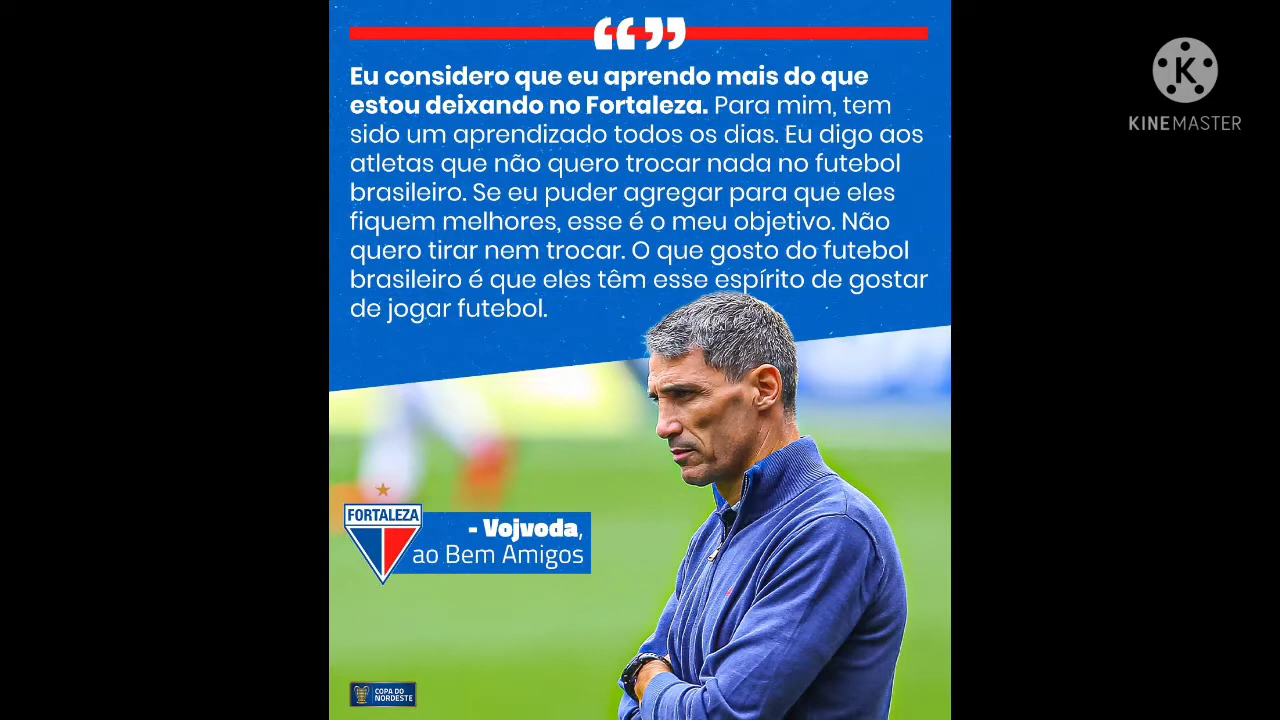 Eu considero que eu aprendo mais do que
estou deixando no Fortaleza. Para mim, tem
sido um aprendizado todos os dias. Eu digo aos
atletas que não quero trocar nada no futebol
brasileiro. Se eu puder agregar para que eles
fiquem melhores, esse é o meu objetivo. Não
quero tirar nem trocar. O que gosto do futebol
brasileiro é que eles têm esse espírito de gostar
de jogar futebol.
K
KINEMASTER
FORTALEZA
- Vojvoda,
ao Bem Amigos
COPA DO
NORDESTE